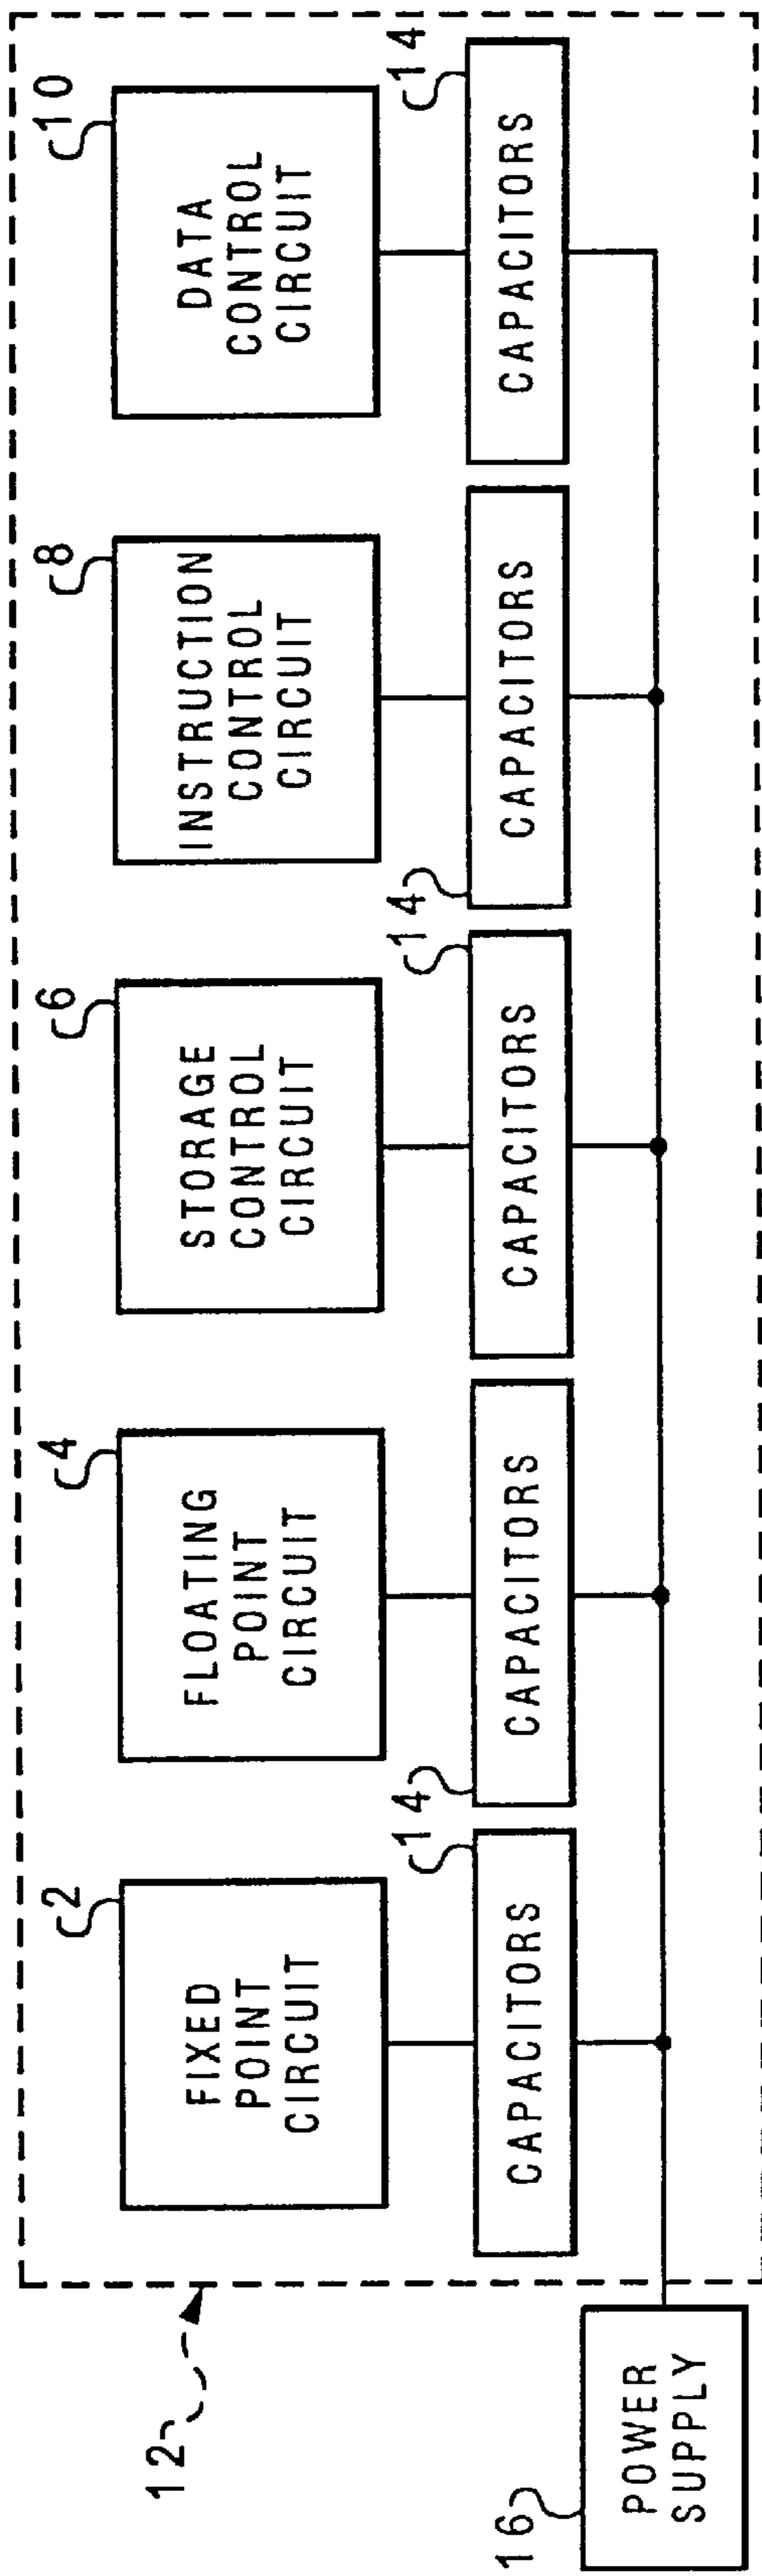 2
FIXED
POINT
CIRCUIT
4
FLOATING
POINT
CIRCUIT
6
STORAGE
CONTROL
CIRCUIT
8
INSTRUCTION
CONTROL
CIRCUIT
10
DATA
CONTROL
CIRCUIT
12
14
CAPACITORS
14
CAPACITORS
14
CAPACITORS
14
CAPACITORS
14
CAPACITORS
16
POWER
SUPPLY